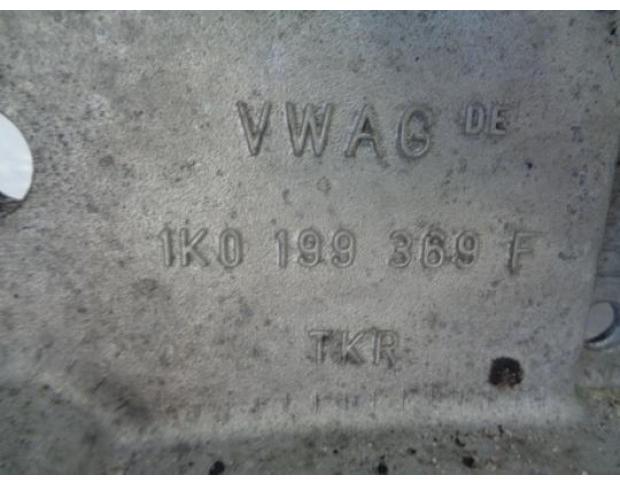 VWAG DE
1K0 199 369 F
TKR